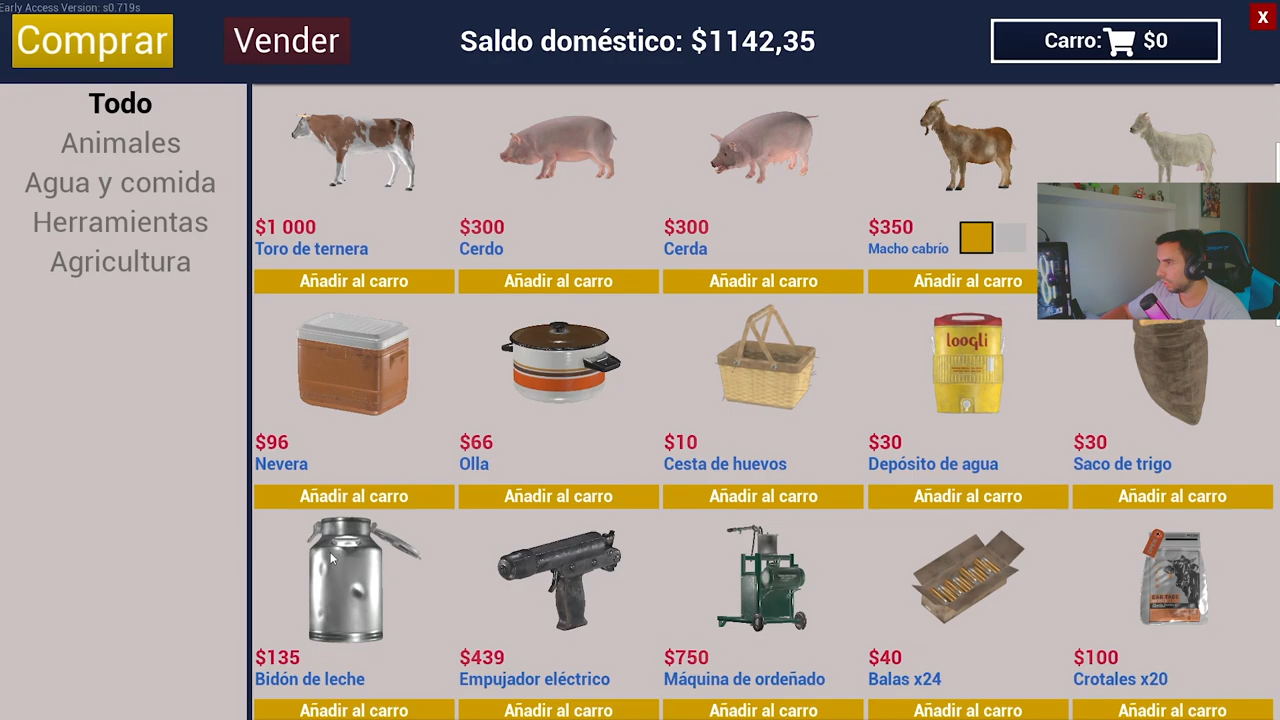 Early Access Version: s0.719s
Comprar
Vender
Saldo doméstico: $1142,35
Carro: $0
X
Todo
Animales
Agua y comida
Herramientas
Agricultura
$1 000
Toro de ternera
Añadir al carro
$300
Cerdo
Añadir al carro
$300
Cerda
Añadir al carro
$350
Macho cabrío
Añadir al carro
$96
Nevera
Añadir al carro
$66
Olla
Añadir al carro
$10
Cesta de huevos
Añadir al carro
loogli
$30
Depósito de agua
Añadir al carro
$30
Saco de trigo
Añadir al carro
$135
Bidón de leche
Añadir al carro
$439
Empujador eléctrico
Añadir al carro
$750
Máquina de ordeñado
Añadir al carro
$40
Balas x24
Añadir al carro
EAR TAGS
$100
Crotales x20
Añadir al carro